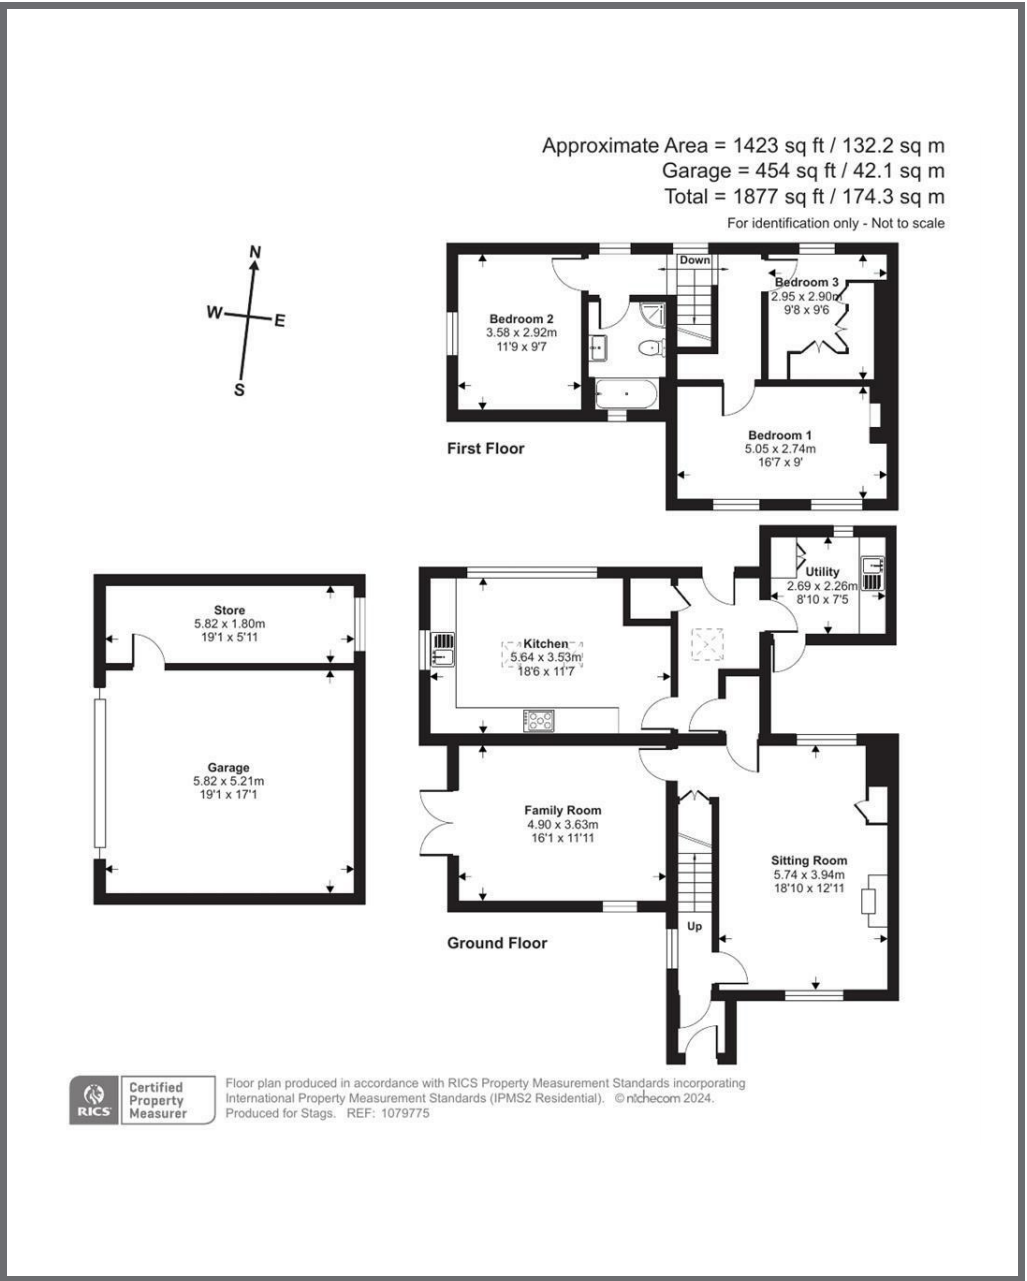 Approximate Area = 1423 sq ft / 132.2 sq m
Garage = 454 sq ft / 42.1 sq m
Total = 1877 sq ft / 174.3 sq m
For identification only - Not to scale
N
W
E
S
Down
Bedroom 3
2.95 x 2.90m
9'8 x 9'6
Bedroom 2
3.58 x 2.92m
11'9 x 9'7
Bedroom 1
5.05 x 2.74m
16'7 x 9'
First Floor
Utility
2.69 x 2.26m
8'10 x 7'5
Store
5.82 x 1.80m
19'1 x 5'11
Kitchen
5.64 x 3.53m
18'6 x 11'7
Garage
5.82 x 5.21m
19'1 x 17'1
Family Room
4.90 x 3.63m
16'1 x 11'11
Sitting Room
5.74 x 3.94m
18'10 x 12'11
Up
Ground Floor
RICS
Certified
Property
Measurer
Floor plan produced in accordance with RICS Property Measurement Standards incorporating
International Property Measurement Standards (IPMS2 Residential). © nichecom 2024.
Produced for Stags. REF: 1079775